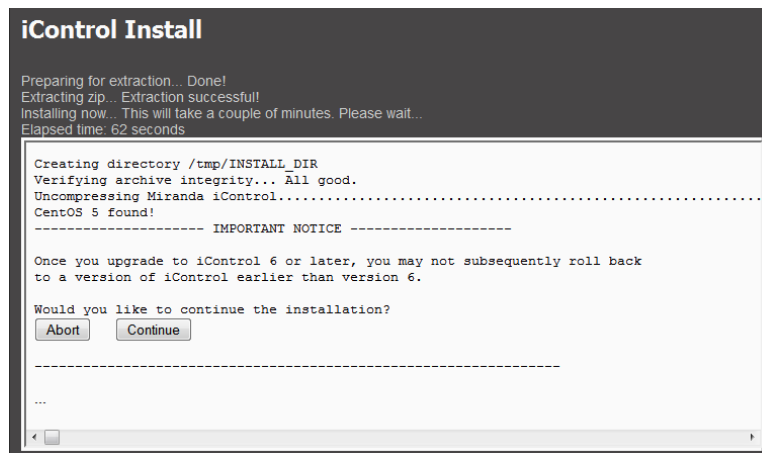 iControl Install
Preparing for extraction... Done!
Extracting zip... Extraction successful!
Installing now... This will take a couple of minutes. Please wait...
Elapsed time: 62 seconds
Creating directory /tmp/INSTALL_DIR
Verifying archive integrity... All good.
Uncompressing Miranda iControl............................................................
CentOS 5 found!
--------------------- IMPORTANT NOTICE --------------------
Once you upgrade to iControl 6 or later, you may not subsequently roll back
to a version of iControl earlier than version 6.
Would you like to continue the installation?
Abort Continue
-----------------------------------------------------------------
...